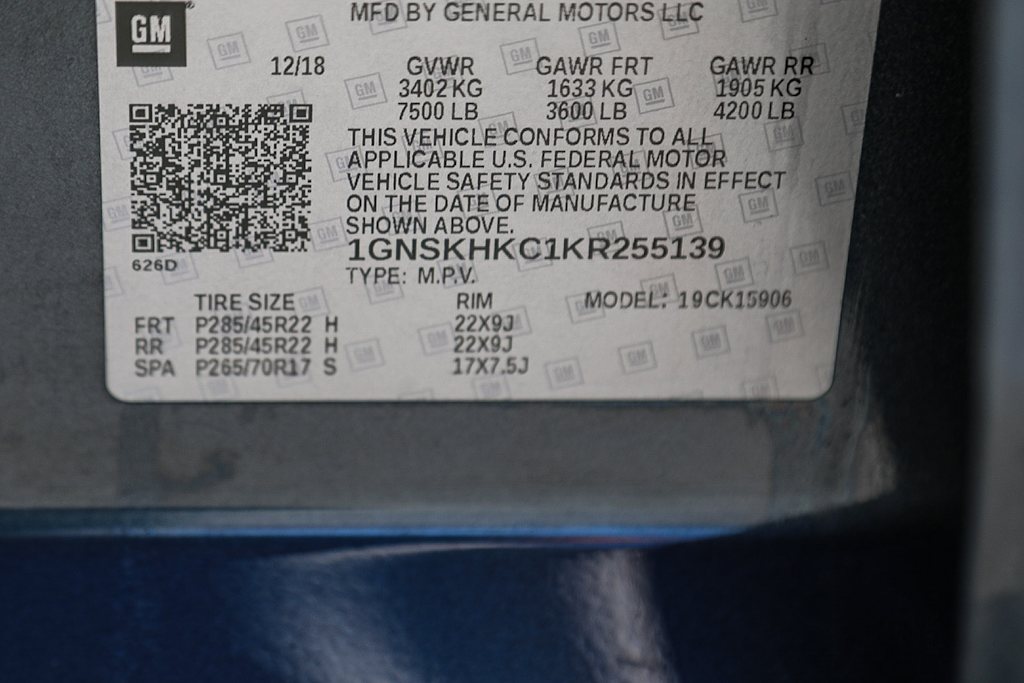 GM
MFD BY GENERAL MOTORS LLC
12/18 GVWR GAWR FRT GAWR RR
3402 KG 1633 KG 1905 KG
7500 LB 3600 LB 4200 LB
THIS VEHICLE CONFORMS TO ALL
APPLICABLE U.S. FEDERAL MOTOR
VEHICLE SAFETY STANDARDS IN EFFECT
ON THE DATE OF MANUFACTURE
SHOWN ABOVE.
1GNSKHKC1KR255139
626D
TYPE: M.P.V.
TIRE SIZE RIM MODEL: 19CK15906
FRT P285/45R22 H 22X9J
RR P285/45R22 H 22X9J
SPA P265/70R17 S 17X7.5J